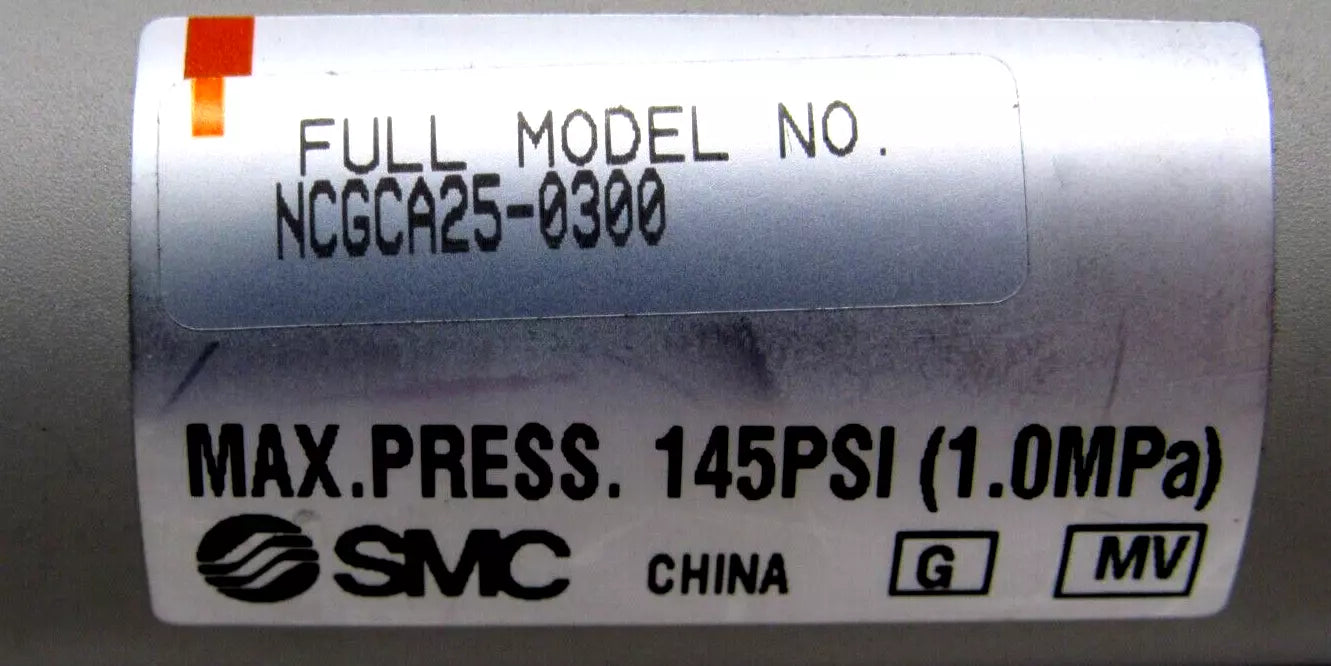 FULL MODEL NO.
NCGCA25-0300
MAX.PRESS. 145PSI (1.0MPa)
SMC CHINA G MV